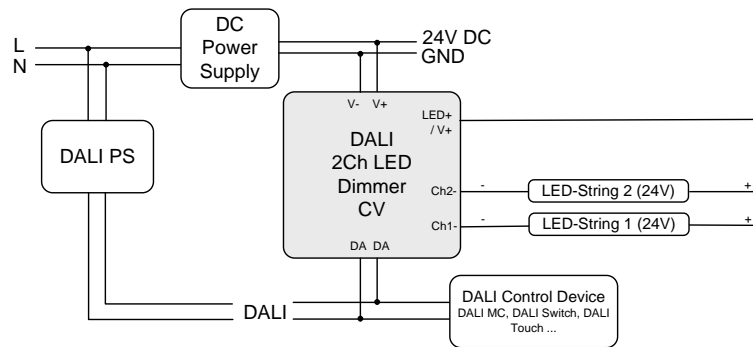 L
N
DC
Power
Supply
24V DC
GND
DALI PS
V- V+
LED+
/ V+
DALI
2Ch LED
Dimmer
CV
Ch2-
-
LED-String 2 (24V)
+
Ch1-
-
LED-String 1 (24V)
+
DA DA
DALI
DALI Control Device
DALI MC, DALI Switch, DALI
Touch ...